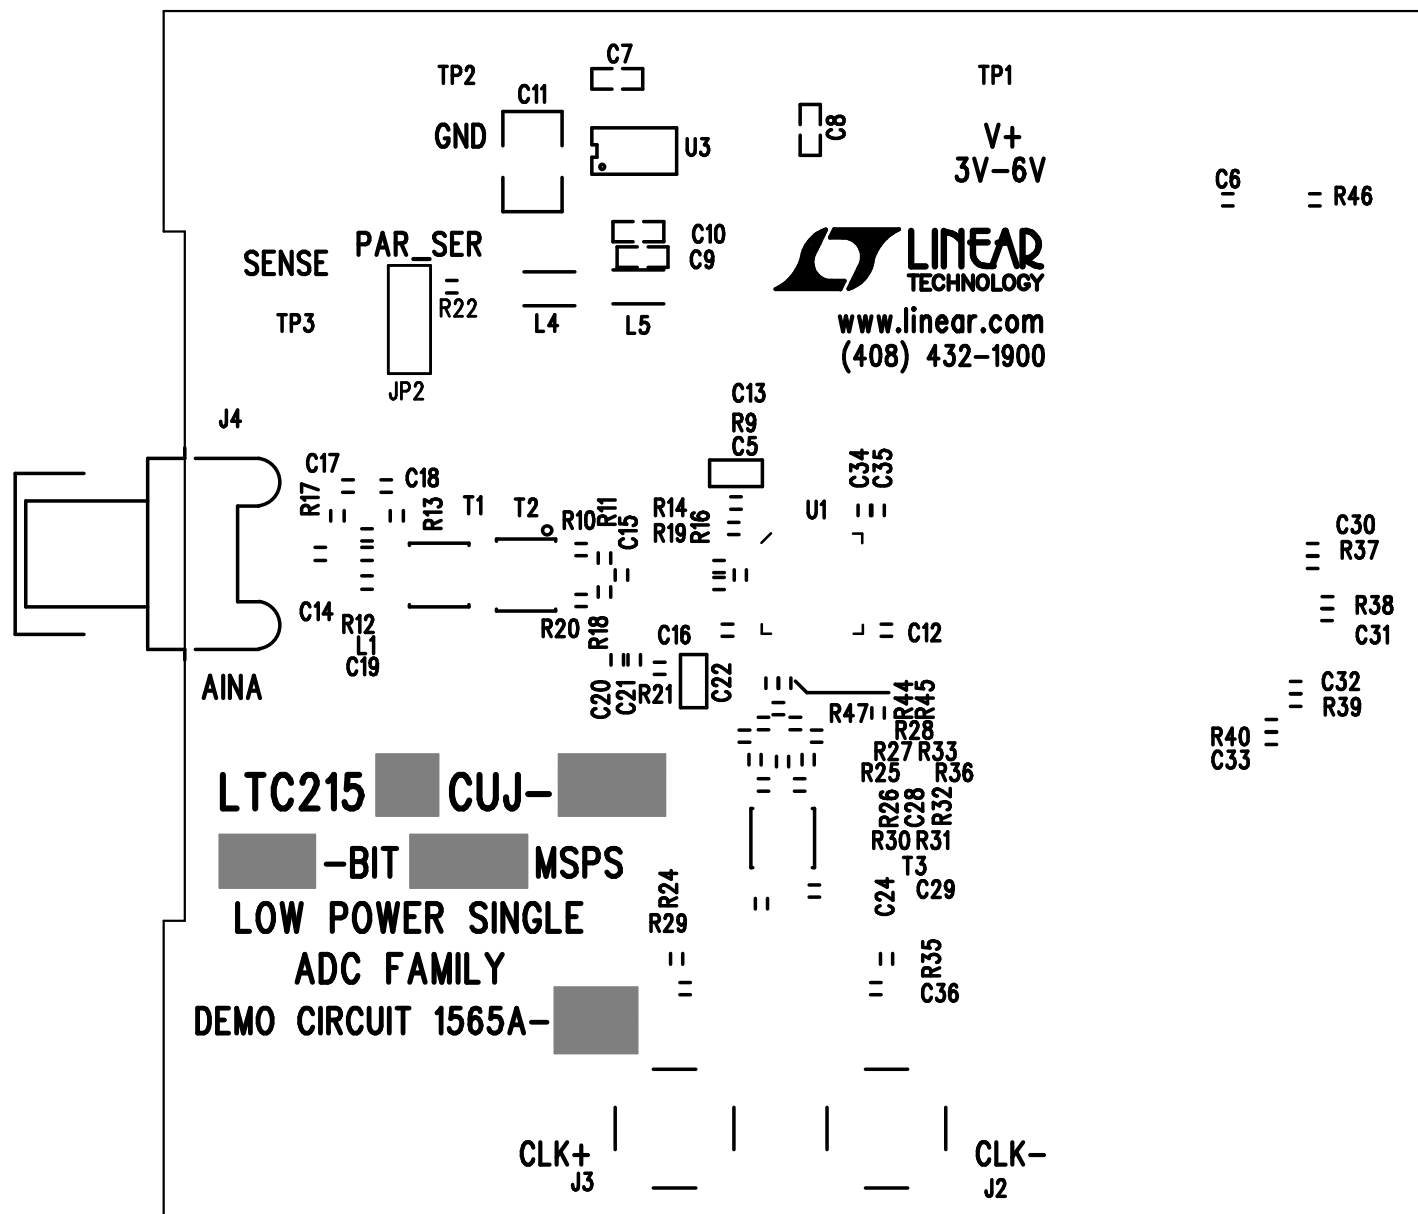 C7
TP2
TP1
C11
GND
C8
V+
U3
3V-6V
C6
R46
C10
PAR_SER
C9
SENSE
LINEAR
TECHNOLOGY
R22
TP3
L4
L5
www.linear.com
(408) 432-1900
JP2
C13
J4
R9
C5
C17
C18
C34
C35
R17
R13
T1
T2
R11
R14
U1
R10
C15
R19
R16
C30
R37
C14
R38
R12
R20
R18
C16
C12
C31
L1
C19
AINA
C20
C21
R21
C22
R44
R45
C32
R47
R39
R28
R40
R27
R33
C33
R25
R36
LTC215
CUJ-
R26
C28
R32
R30
R31
-BIT
MSPS
T3
R24
C24
C29
LOW POWER SINGLE
R29
ADC FAMILY
R35
C36
DEMO CIRCUIT 1565A-
CLK+
CLK-
J3
J2